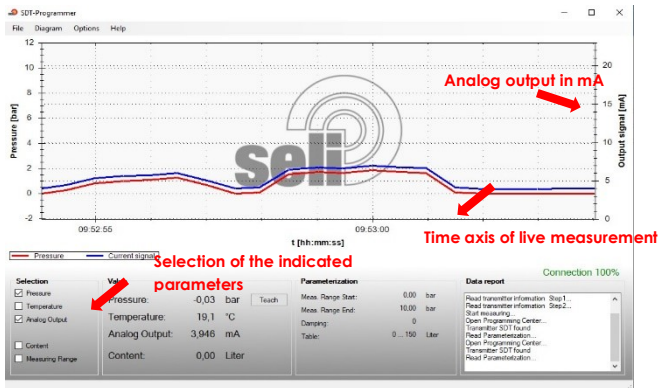 SDT-Programmer
File Diagram Options Help
12
10
8
6
4
2
0
-2
Pressure [bar]
20
15
10
5
0
Output signal [mA]
Analog output in mA
seli
09:52:55
09:53:00
t [hh:mm:ss]
Time axis of live measurement
Pressure Current signal
Selection of the indicated
parameters
Connection 100%
Selection
Pressure
Temperature
Analog Output
Content
Measuring Range
Pressure: -0,03 bar Teach
Temperature: 19,1 °C
Analog Output: 3,946 mA
Content: 0,00 Liter
Parameterization
Meas. Range Start: 0,00 bar
Meas. Range End: 10,00 bar
Damping: 0
Table: 0 ... 150 Liter
Data report
Read transmitter information Step1...
Read transmitter information Step2...
Start measuring...
Open Programming Center...
Transmitter SDT found
Read Parameterization...
Open Programming Center...
Transmitter SDT found
Read Parameterization...